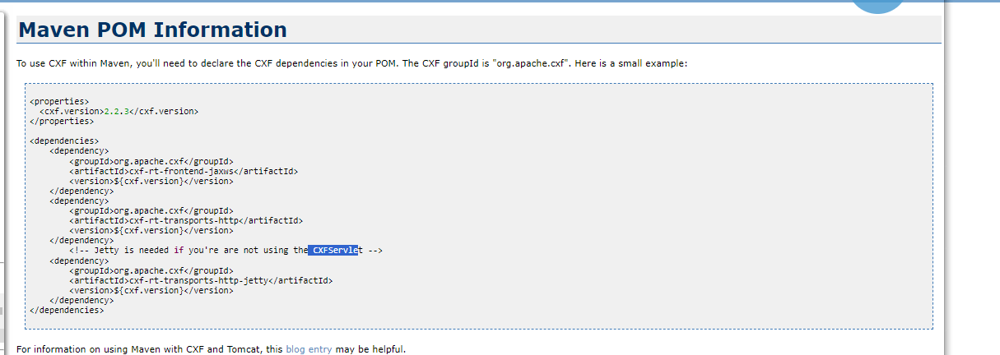 Maven POM Information
To use CXF within Maven, you'll need to declare the CXF dependencies in your POM. The CXF groupId is "org.apache.cxf". Here is a small example:
<properties>
  <cxf.version>2.2.3</cxf.version>
</properties>
<dependencies>
    <dependency>
        <groupId>org.apache.cxf</groupId>
        <artifactId>cxf-rt-frontend-jaxws</artifactId>
        <version>${cxf.version}</version>
    </dependency>
    <dependency>
        <groupId>org.apache.cxf</groupId>
        <artifactId>cxf-rt-transports-http</artifactId>
        <version>${cxf.version}</version>
    </dependency>
        <!-- Jetty is needed if you're are not using the CXFServlet -->
    <dependency>
        <groupId>org.apache.cxf</groupId>
        <artifactId>cxf-rt-transports-http-jetty</artifactId>
        <version>${cxf.version}</version>
    </dependency>
</dependencies>
For information on using Maven with CXF and Tomcat, this blog entry may be helpful.